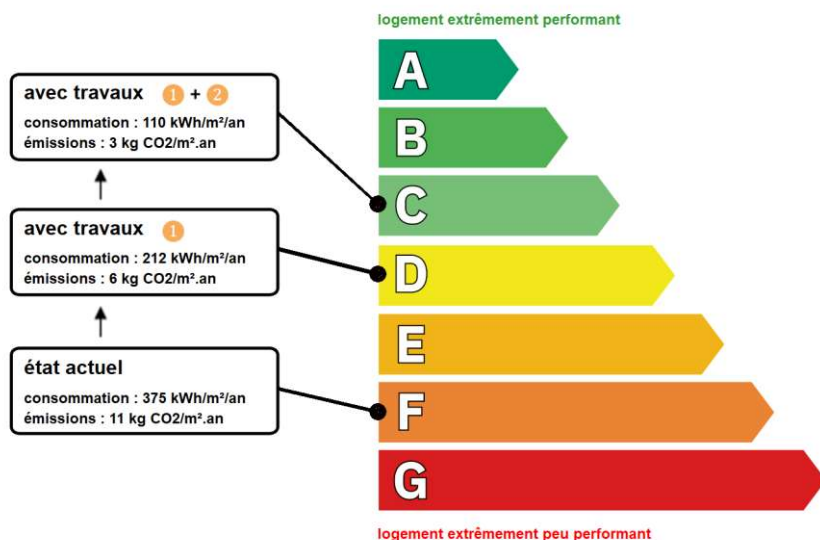 logement extrêmement performant
A
avec travaux 1 + 2
consommation : 110 kWh/m²/an
émissions : 3 kg CO2/m².an
B
C
avec travaux 1
consommation : 212 kWh/m²/an
émissions : 6 kg CO2/m².an
D
E
état actuel
consommation : 375 kWh/m²/an
émissions : 11 kg CO2/m².an
F
G
logement extrêmement peu performant